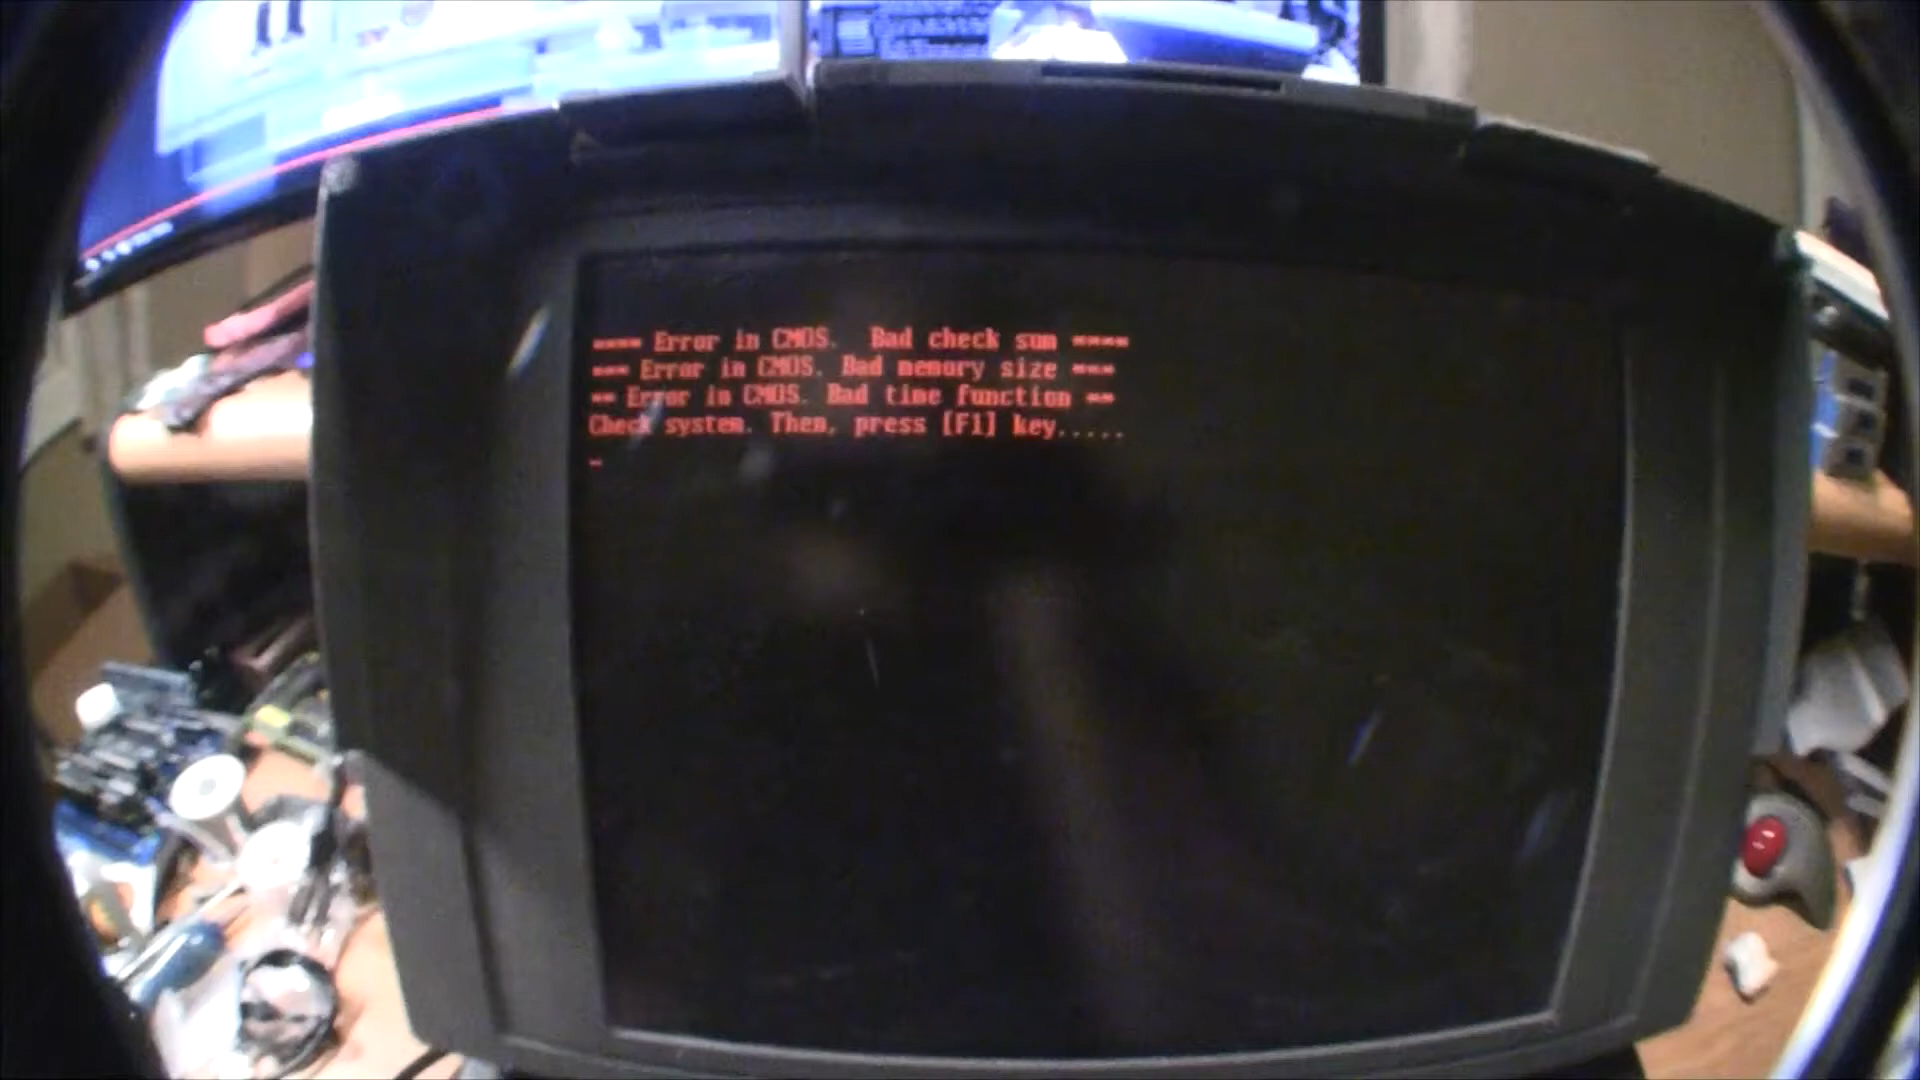 **** Error in CMOS.  Bad check sum ****
*** Error in CMOS. Bad memory size ***
** Error in CMOS. Bad time function **
Check system. Then, press [F1] key.....